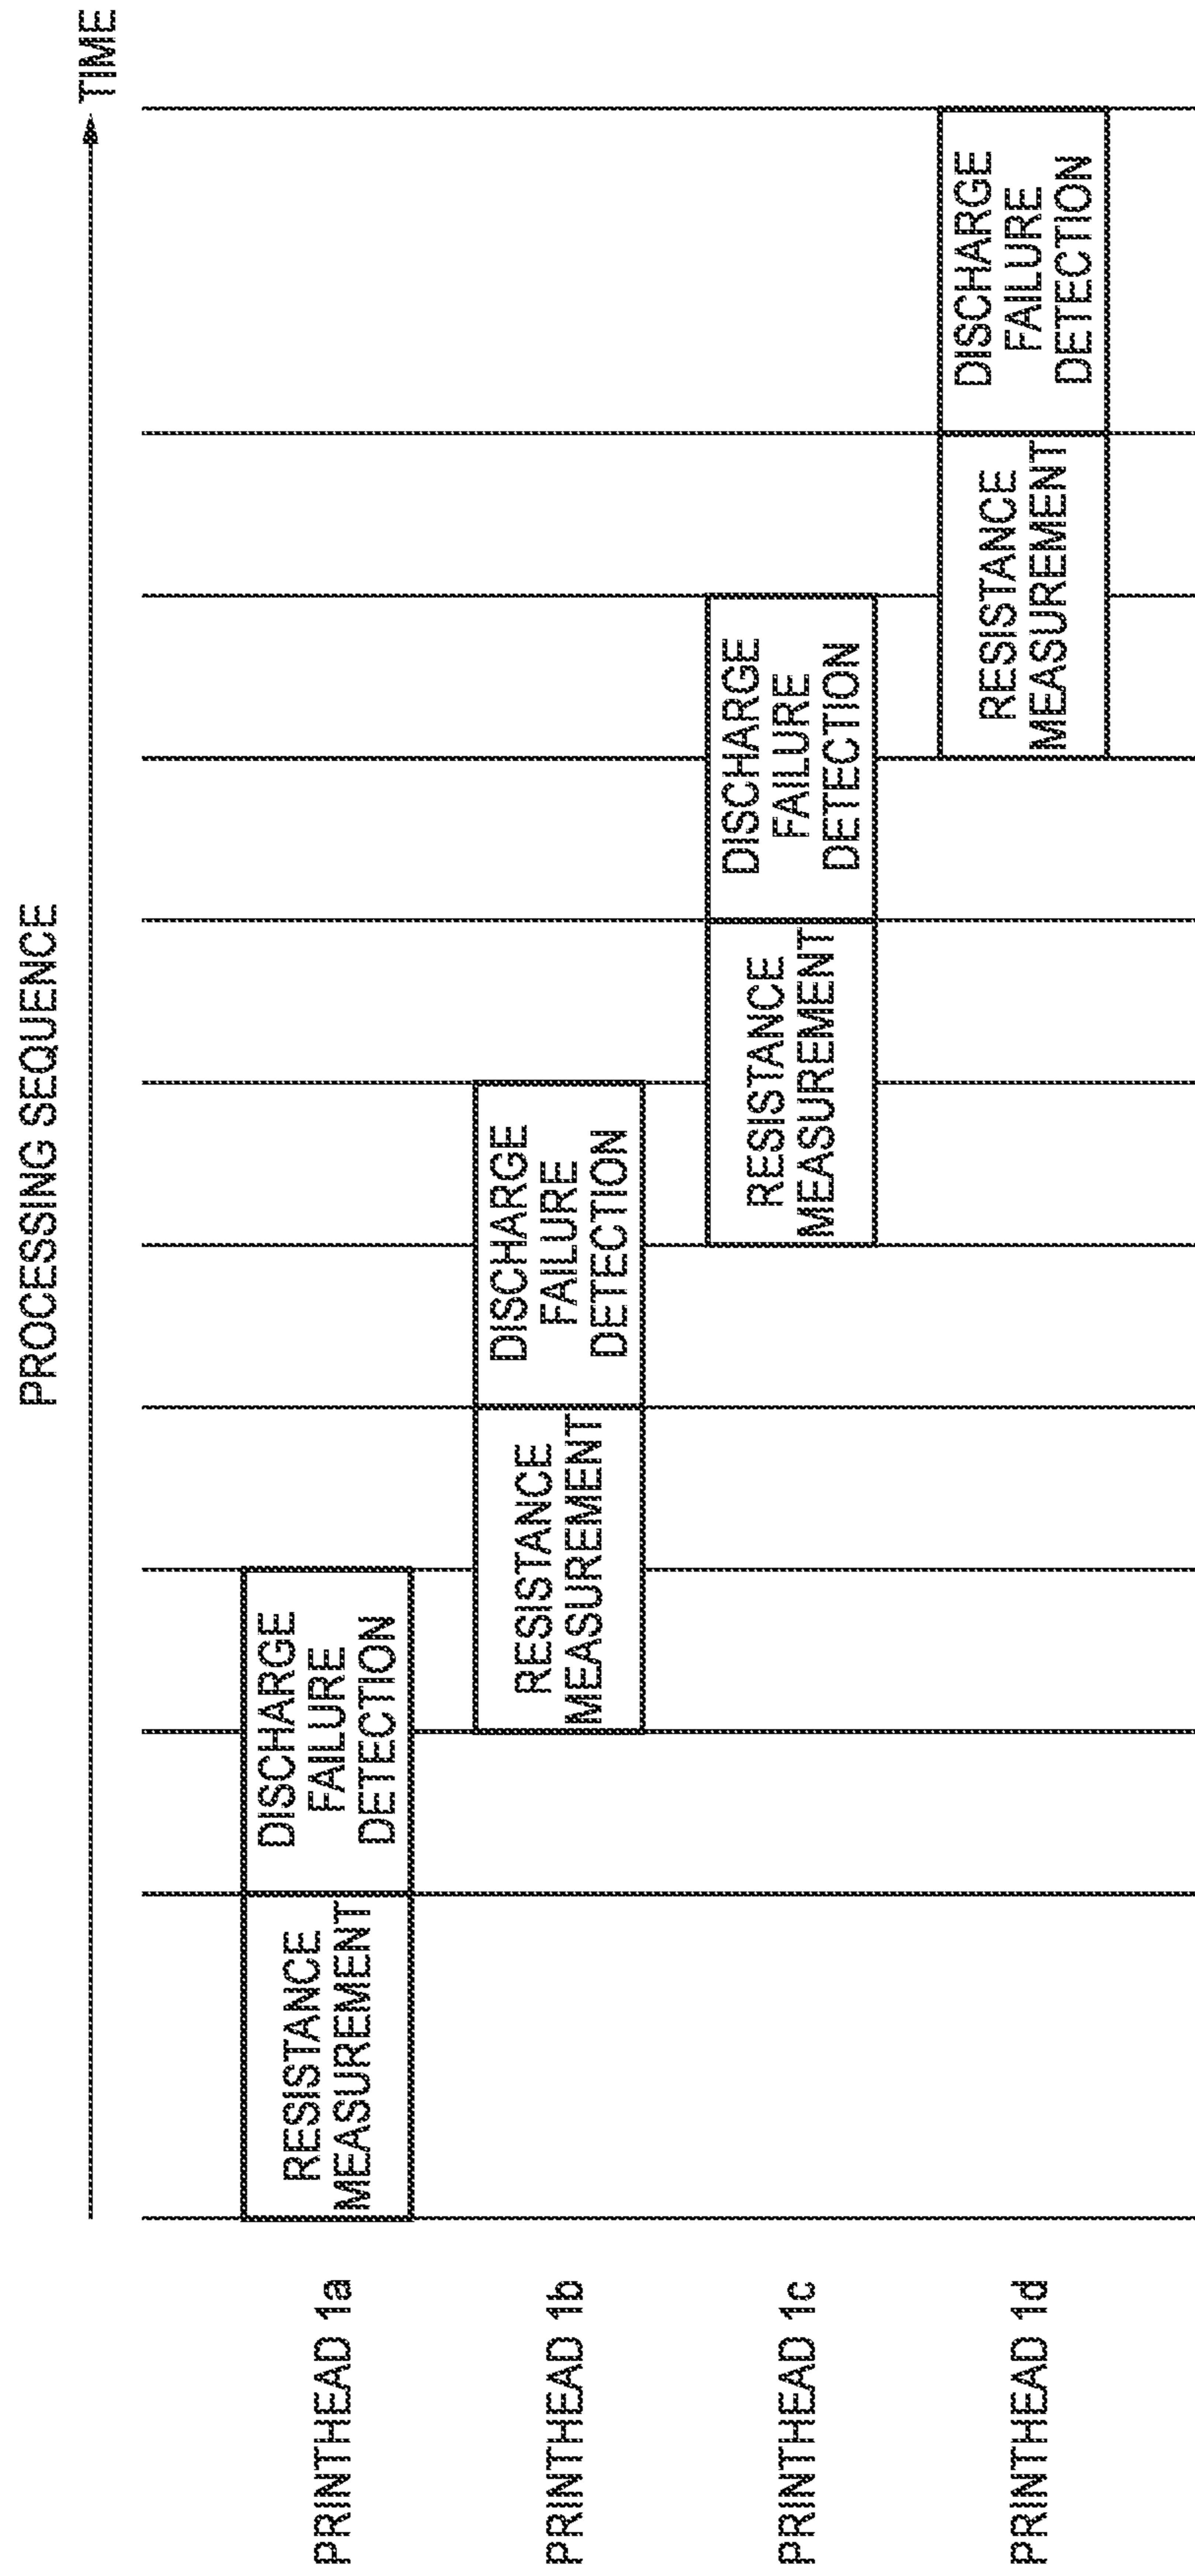 PROCESSING SEQUENCE
TIME
PRINTHEAD 1a
RESISTANCE
MEASUREMENT
DISCHARGE
FAILURE
DETECTION
PRINTHEAD 1b
RESISTANCE
MEASUREMENT
DISCHARGE
FAILURE
DETECTION
PRINTHEAD 1c
RESISTANCE
MEASUREMENT
DISCHARGE
FAILURE
DETECTION
PRINTHEAD 1d
RESISTANCE
MEASUREMENT
DISCHARGE
FAILURE
DETECTION